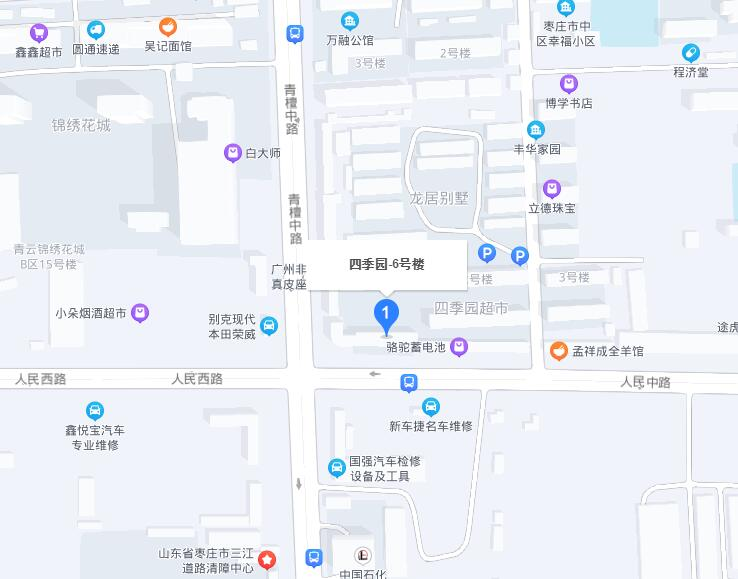 鑫鑫超市
圆通速递
吴记面馆
万融公馆
3号楼
2号楼
枣庄市中
区幸福小区
程济堂
博学书店
锦绣花城
青檀中路
白大师
丰华家园
龙居别墅
立德珠宝
青檀中路
青云锦绣花城
B区15号楼
四季园-6号楼
P
P
广州非
真皮座
号楼
3号楼
1
小朵烟酒超市
别克现代
本田荣威
四季园超市
骆驼蓄电池
孟祥成全羊馆
途虎
人民西路
人民西路
人民中路
鑫悦宝汽车
专业维修
新车捷名车维修
国强汽车检修
设备及工具
山东省枣庄市三江
道路清障中心
中国石化